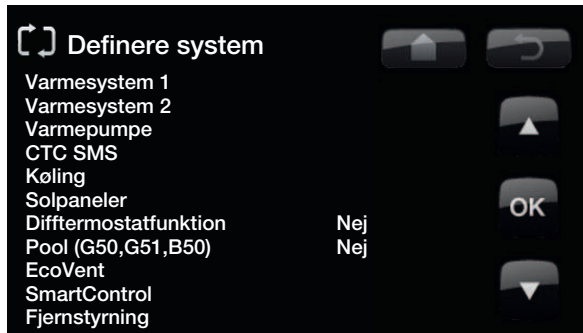 Definere system
Varmesystem 1
Varmesystem 2
Varmepumpe
CTC SMS
Køling
Solpaneler
Difftermostatfunktion Nej
Pool (G50,G51,B50) Nej
EcoVent
SmartControl
Fjernstyrning
OK